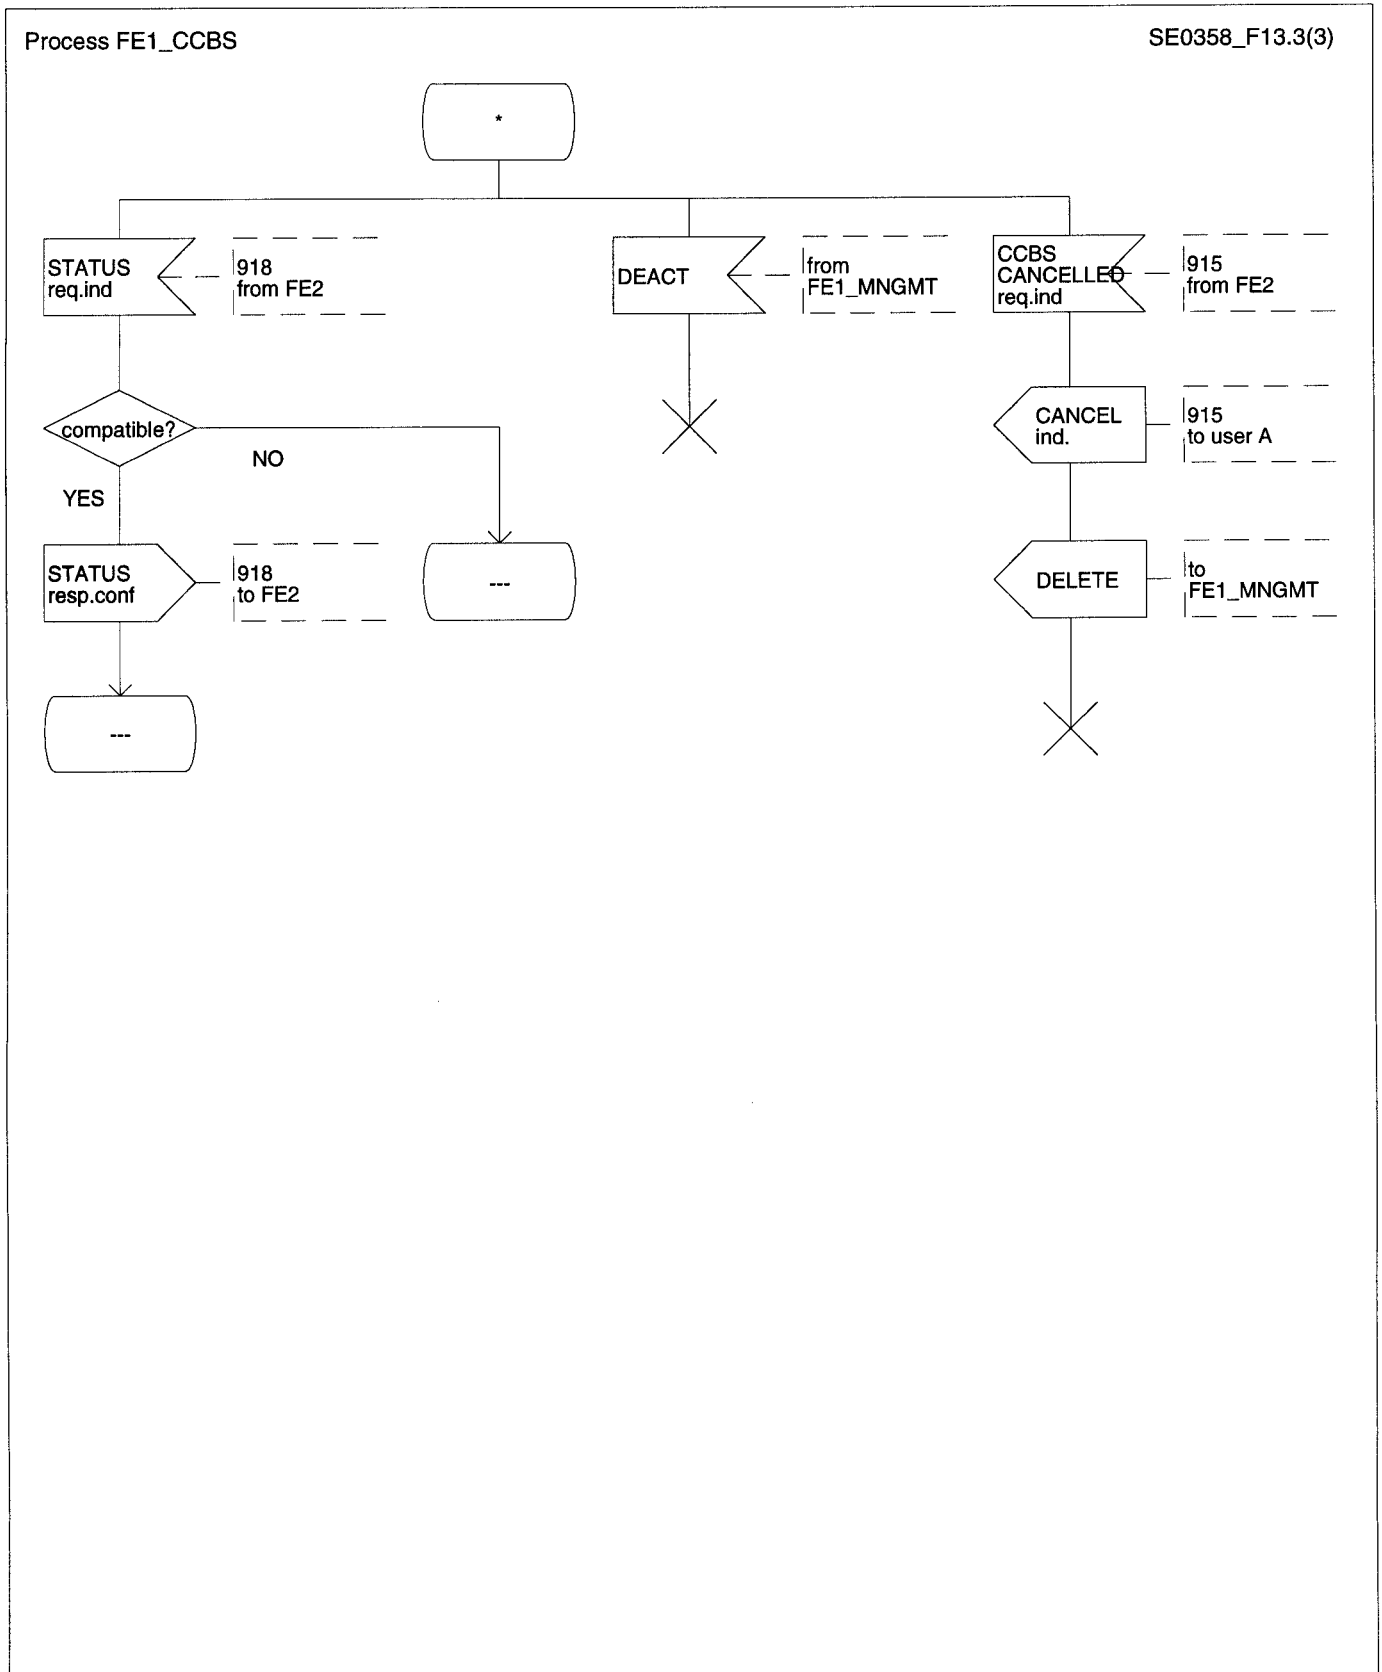 Process FE1_CCBS
SE0358_F13.3(3)
*
STATUS
req.ind
918
from FE2
DEACT
from
FE1_MNGMT
CCBS
CANCELLED
req.ind
915
from FE2
compatible?
NO
YES
CANCEL
ind.
915
to user A
STATUS
resp.conf
918
to FE2
---
DELETE
to
FE1_MNGMT
---